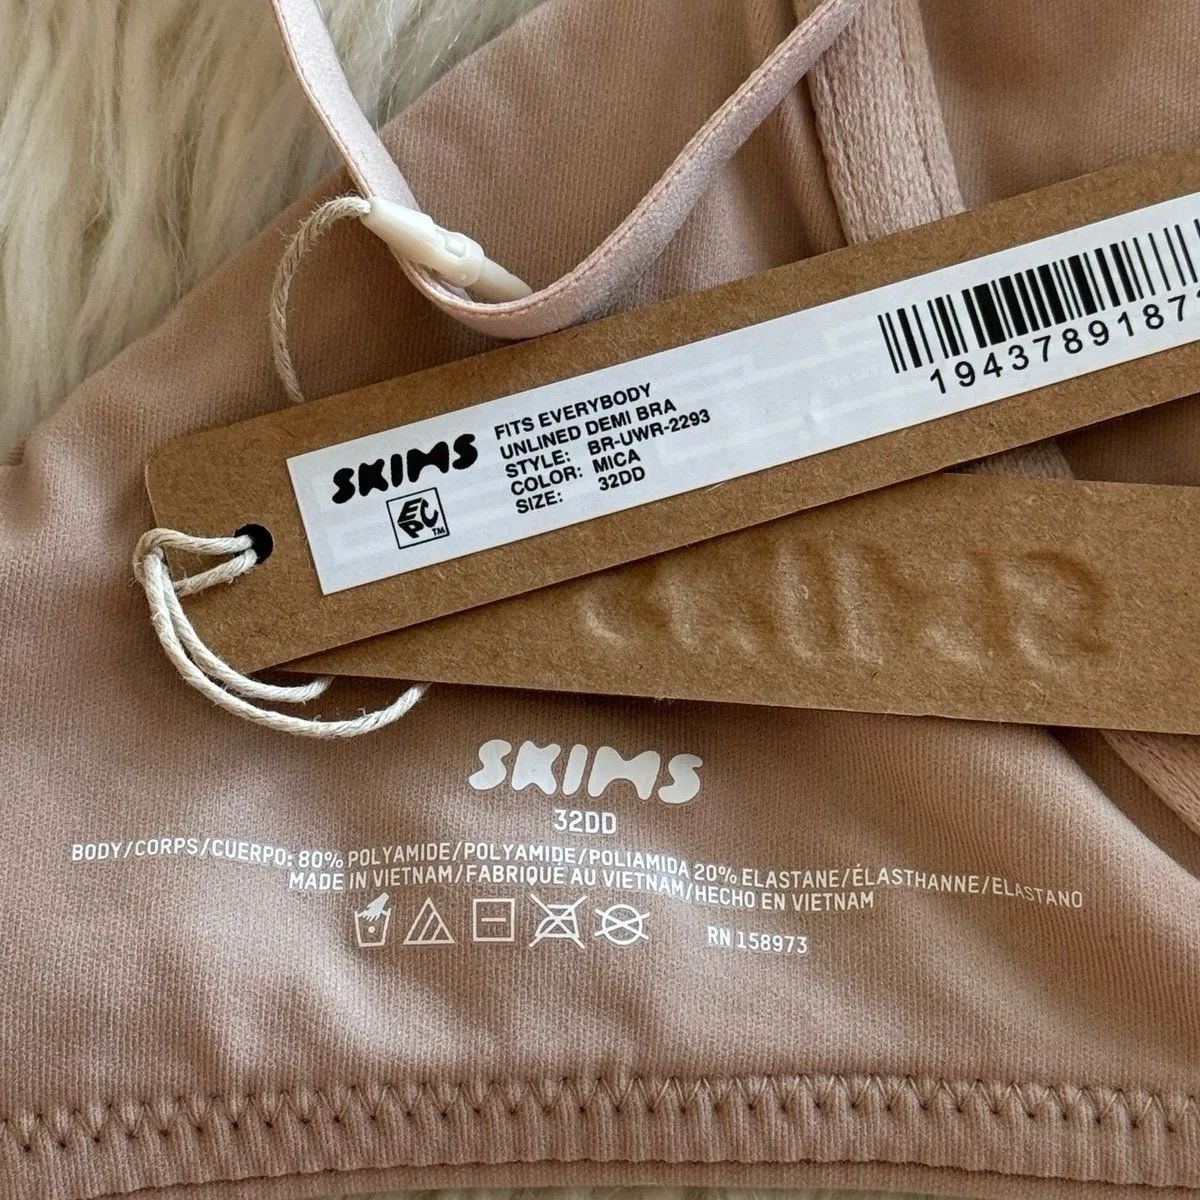 1943789187
SKIMS
EPC™
FITS EVERYBODY
UNLINED DEMI BRA
STYLE: BR-UWR-2293
COLOR: MICA
SIZE: 32DD
SKIMS
SKIMS
32DD
BODY/CORPS/CUERPO: 80% POLYAMIDE/POLYAMIDE/POLIAMIDA 20% ELASTANE/ÉLASTHANNE/ELASTANO
MADE IN VIETNAM/FABRIQUÉ AU VIETNAM/HECHO EN VIETNAM
RN 158973